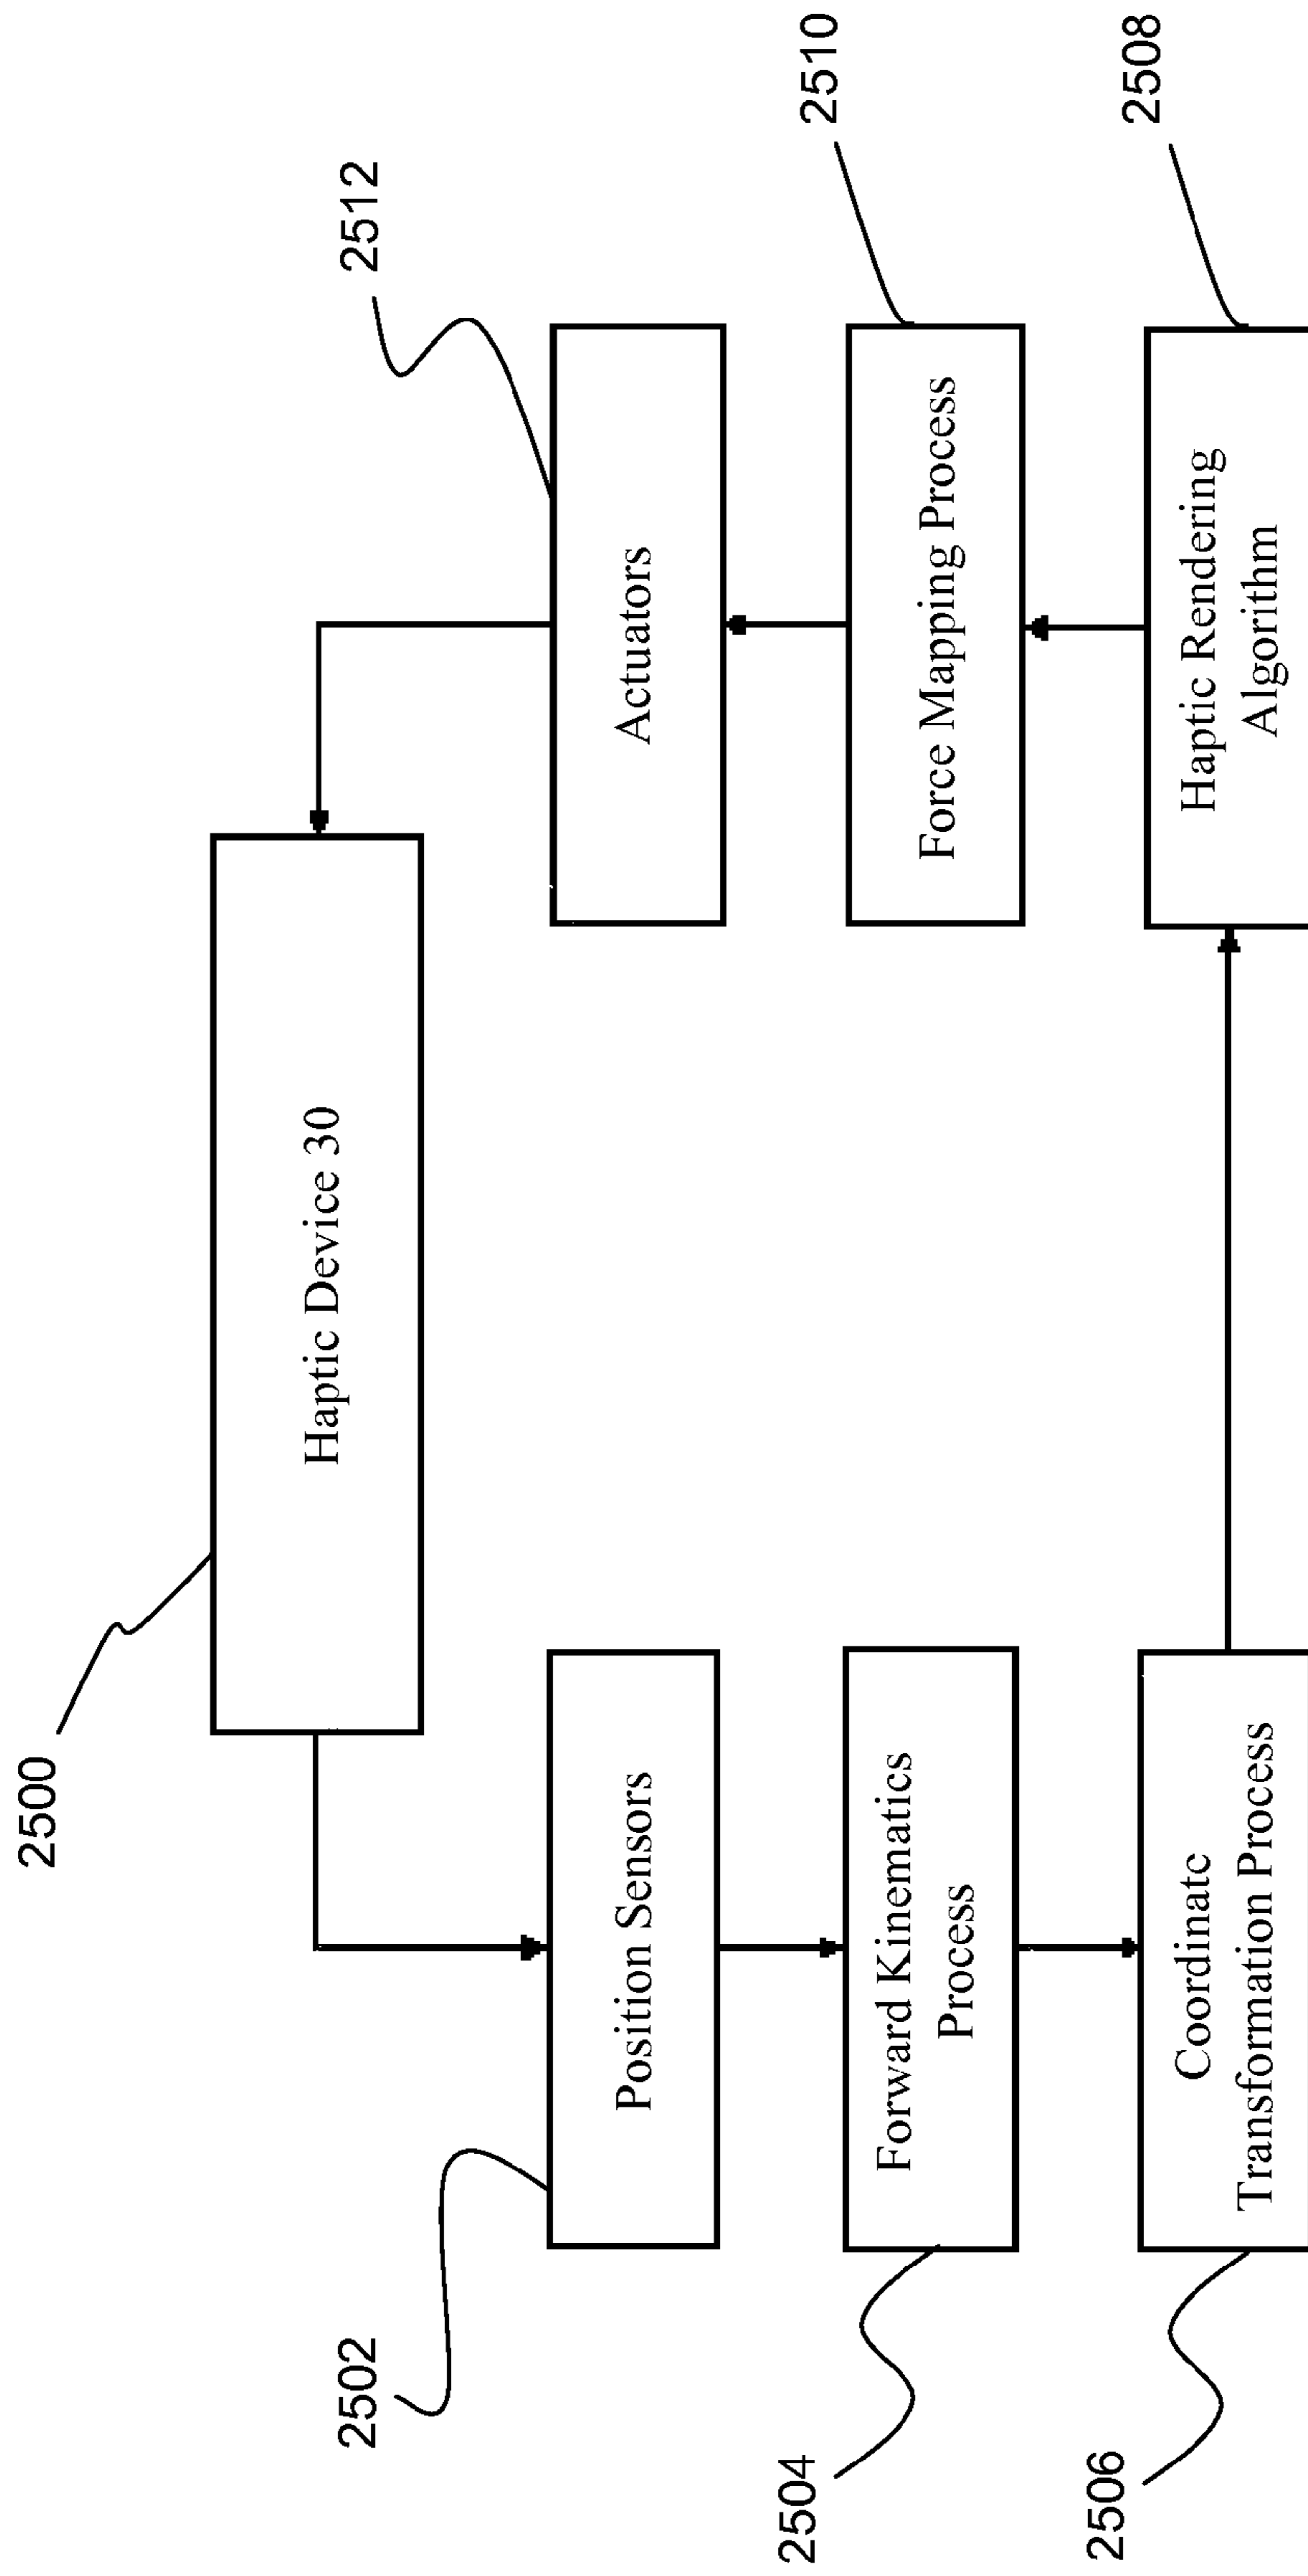 2500
Haptic Device 30
2502
2512
Position Sensors
Actuators
2504
2510
Forward Kinematics
Process
Force Mapping Process
2506
2508
Coordinate
Transformation Process
Haptic Rendering
Algorithm